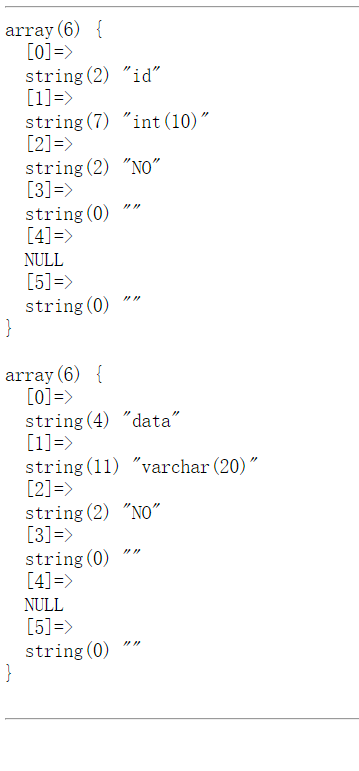 array(6) {
  [0]=>
  string(2) "id"
  [1]=>
  string(7) "int(10)"
  [2]=>
  string(2) "NO"
  [3]=>
  string(0) ""
  [4]=>
  NULL
  [5]=>
  string(0) ""
}
array(6) {
  [0]=>
  string(4) "data"
  [1]=>
  string(11) "varchar(20)"
  [2]=>
  string(2) "NO"
  [3]=>
  string(0) ""
  [4]=>
  NULL
  [5]=>
  string(0) ""
}